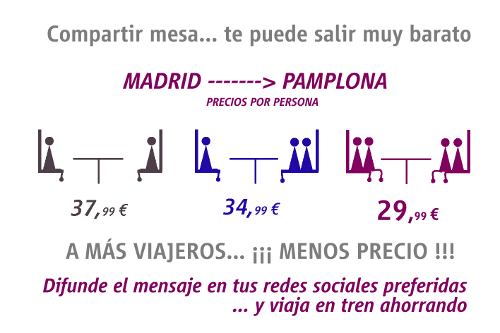 Compartir mesa... te puede salir muy barato
MADRID -------> PAMPLONA
PRECIOS POR PERSONA
37,99 € 34,99 € 29,99 €
A MÁS VIAJEROS... ¡¡¡ MENOS PRECIO !!!
Difunde el mensaje en tus redes sociales preferidas
... y viaja en tren ahorrando